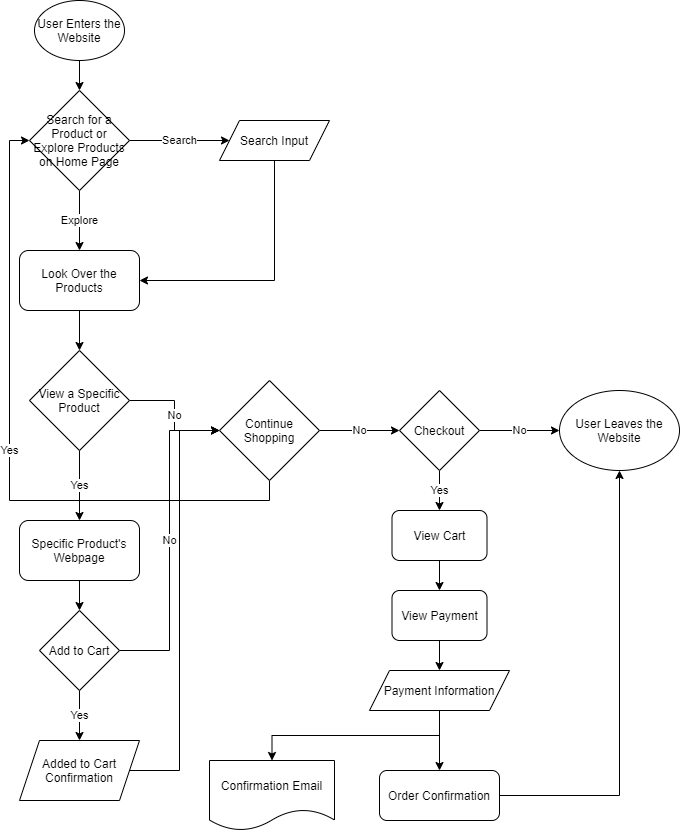 User Enters the
Website
Search for a
Product or
Explore Products
on Home Page
Search
Search Input
Explore
Look Over the
Products
View a Specific
Product
No
Continue
Shopping
No
Checkout
No
User Leaves the
Website
Yes
Yes
Yes
Specific Product's
Webpage
No
View Cart
View Payment
Add to Cart
Payment Information
Yes
Added to Cart
Confirmation
Confirmation Email
Order Confirmation